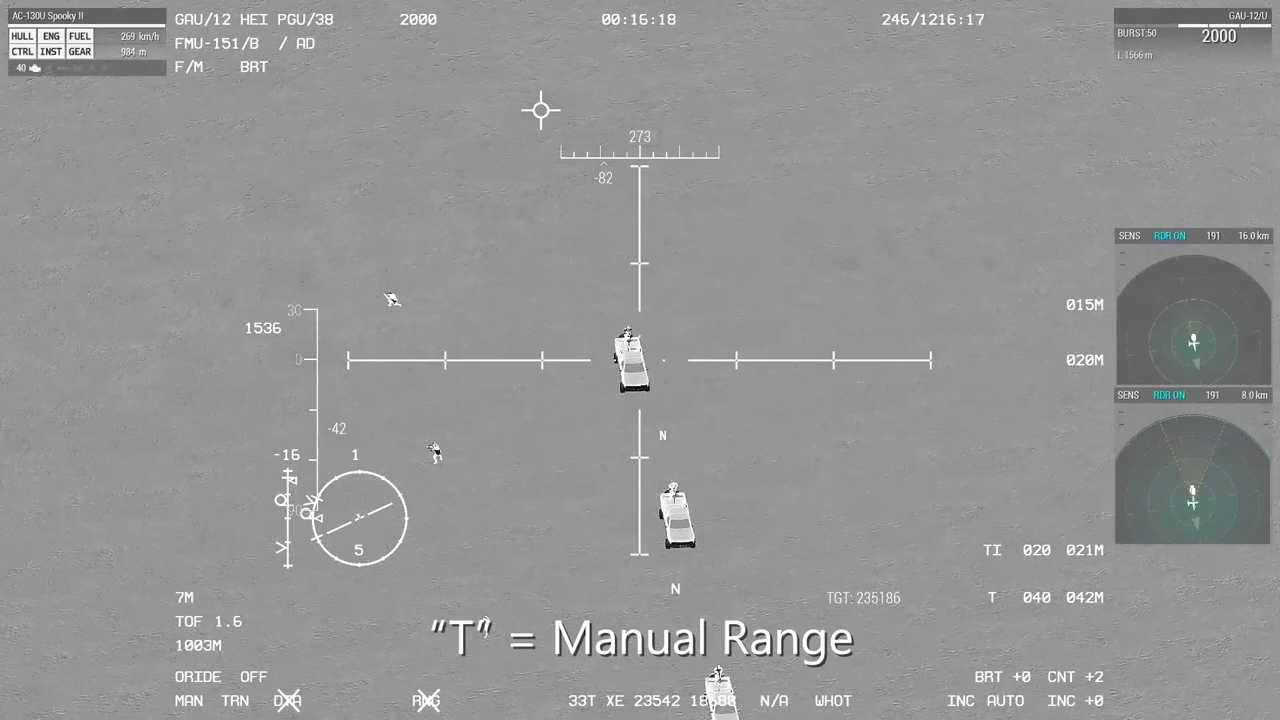 AC-130U Spooky II
HULL ENG FUEL 269 km/h
CTRL INST GEAR 984 m
40
GAU/12 HEI PGU/38 2000 00:16:18 246/1216:17
FMU-151/B / AD
F/M BRT
GAU-12/U
BURST:50 2000
L 1566 m
273
-82
SENS RDR ON 191 16.0 km
30
1536
0
015M
020M
SENS RDR ON 191 8.0 km
-42
N
-16 1
5
TI 020 021M
N
7M TGT: 235186 T 040 042M
TOF 1.6
"T" = Manual Range
1003M
ORIDE OFF BRT +0 CNT +2
MAN TRN RNG 33T XE 23542 N/A WHOT INC AUTO INC +0